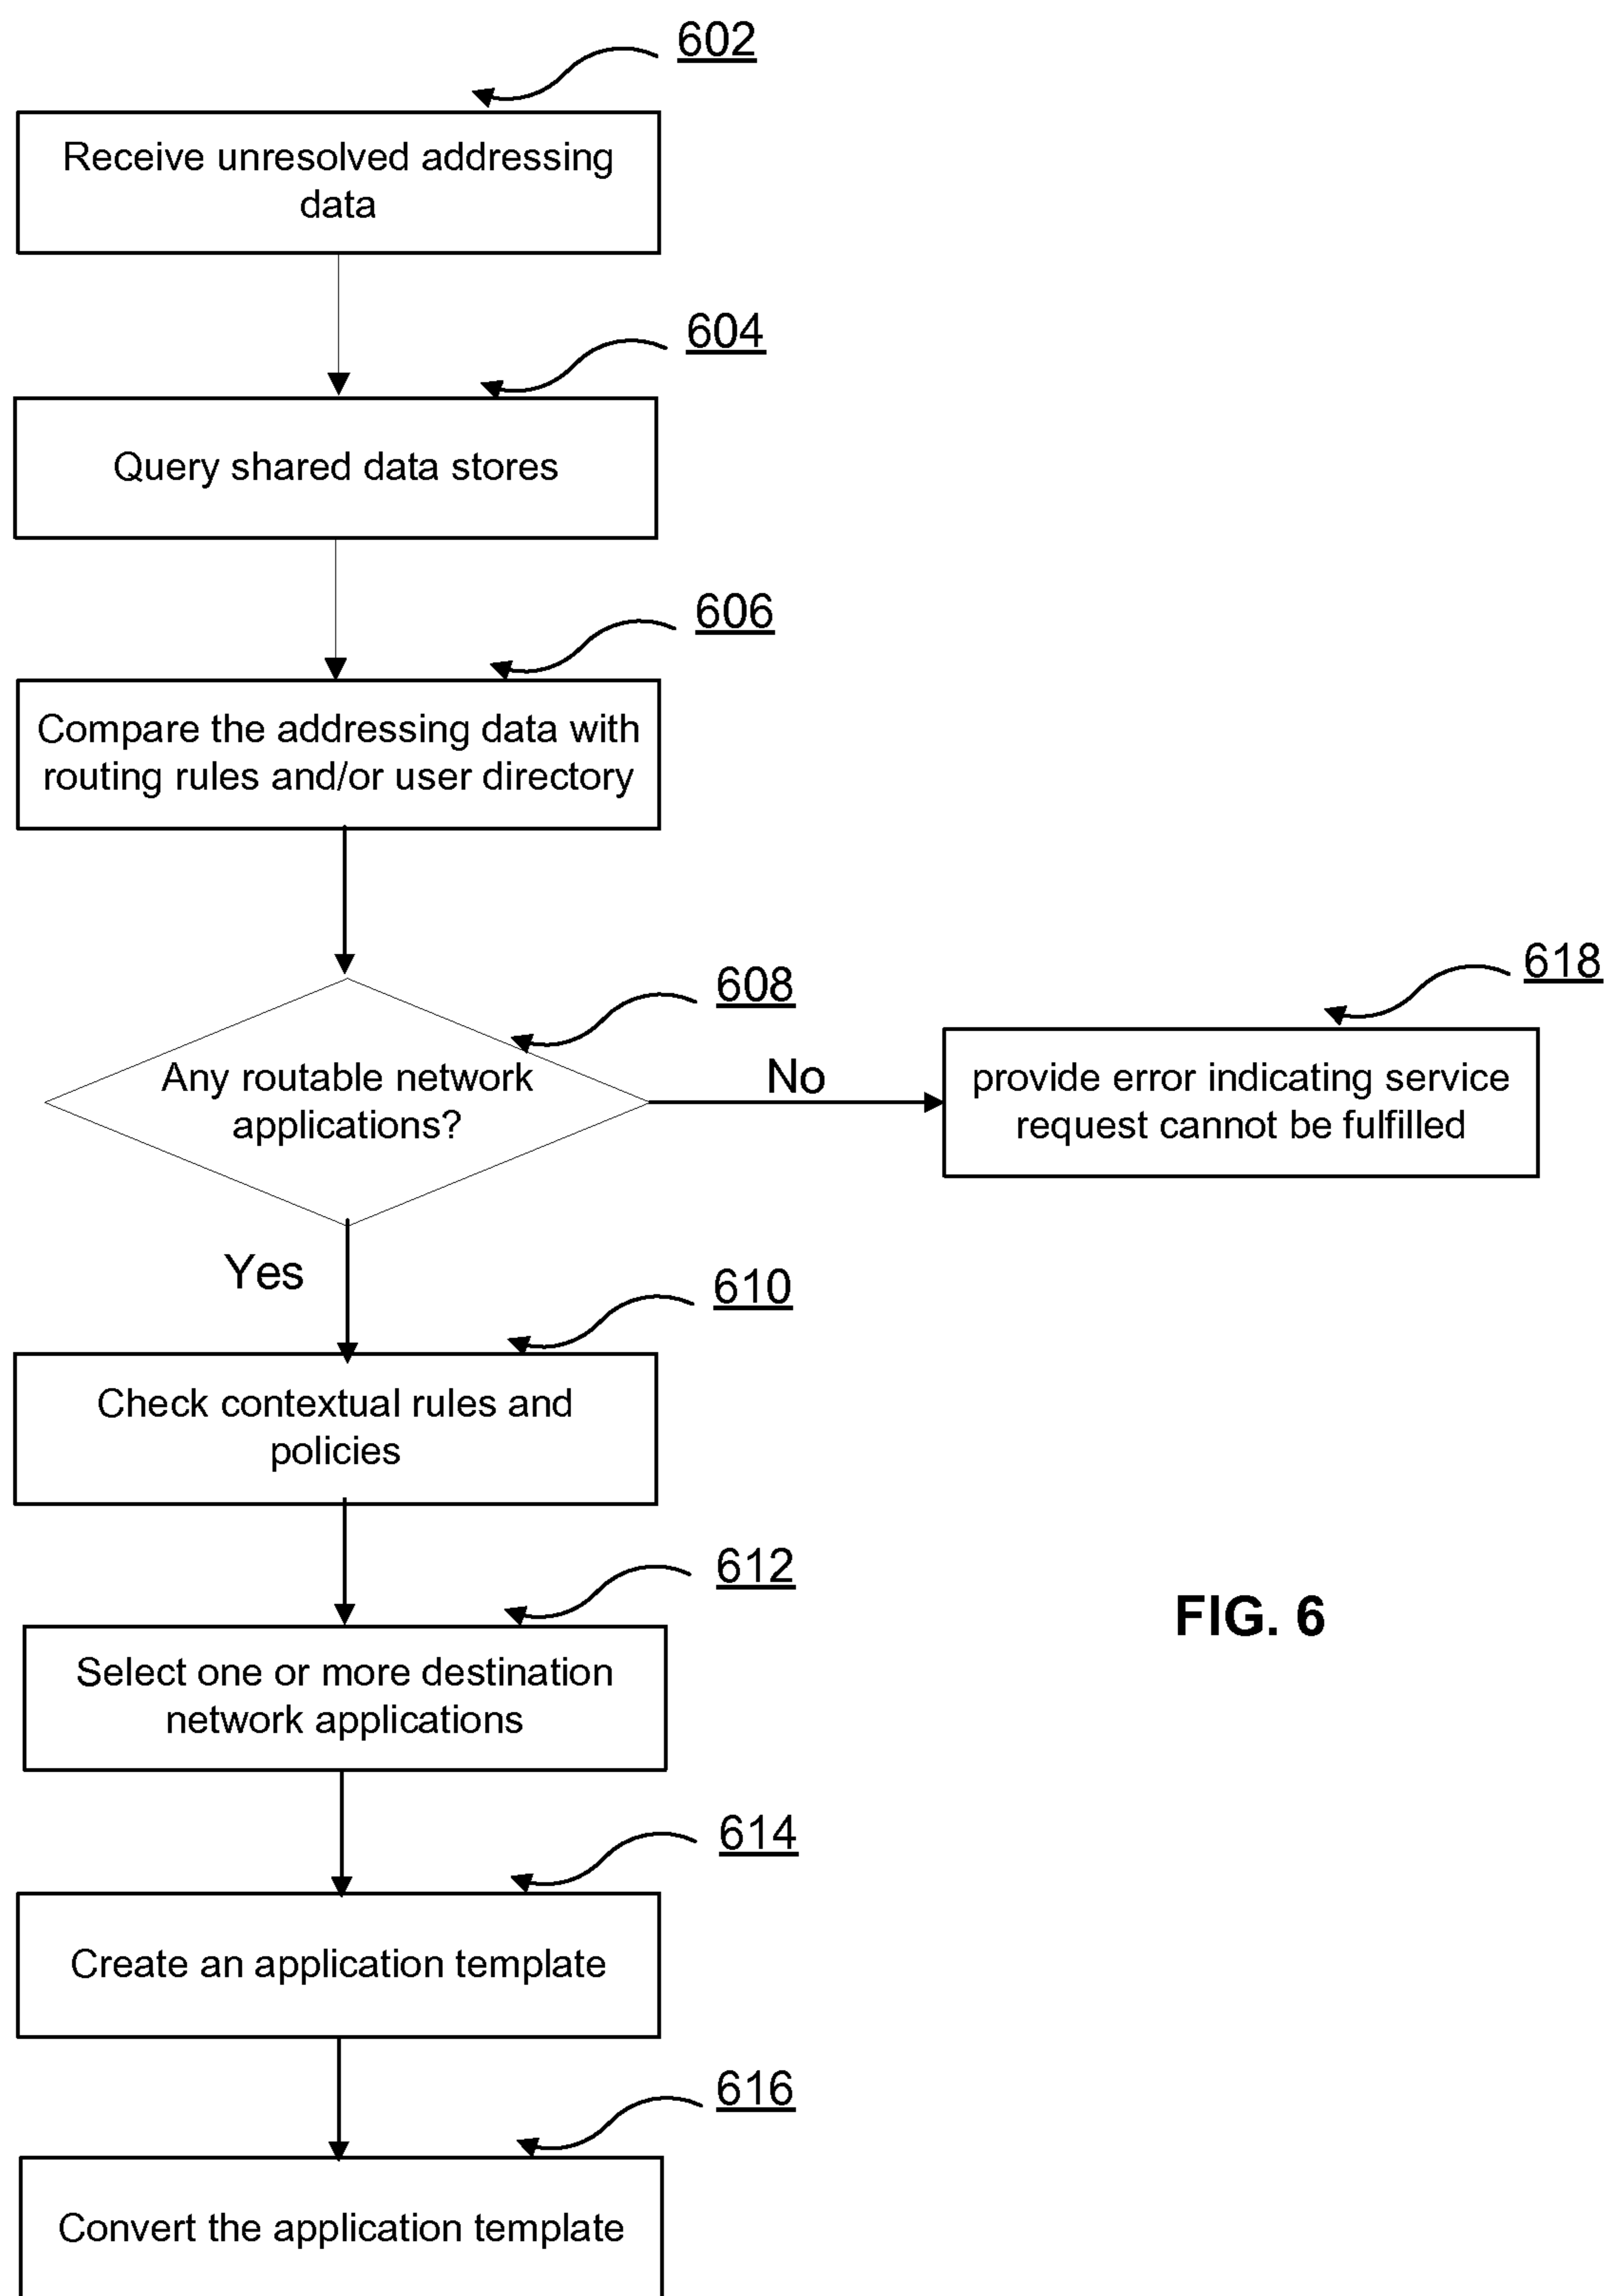 602
Receive unresolved addressing
data
604
Query shared data stores
606
Compare the addressing data with
routing rules and/or user directory
608
Any routable network
applications?
No
618
provide error indicating service
request cannot be fulfilled
Yes
610
Check contextual rules and
policies
612
Select one or more destination
network applications
FIG. 6
614
Create an application template
616
Convert the application template